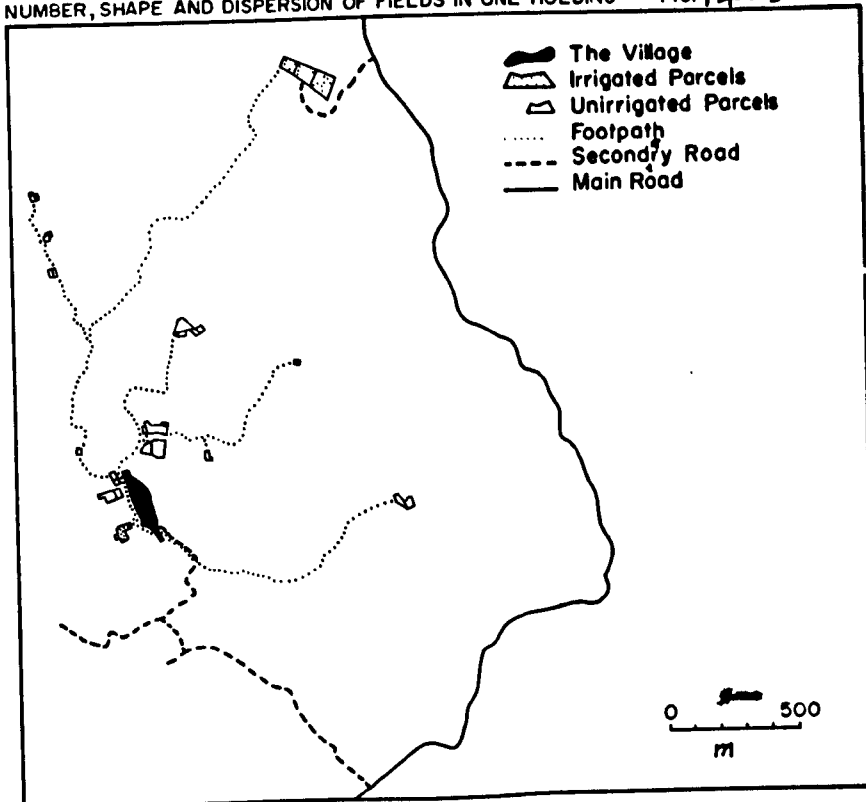 NUMBER, SHAPE AND DISPERSION OF FIELDS IN ONE HOLDING
The Village
Irrigated Parcels
Unirrigated Parcels
Footpath
Secondry Road
Main Road
0 500
m